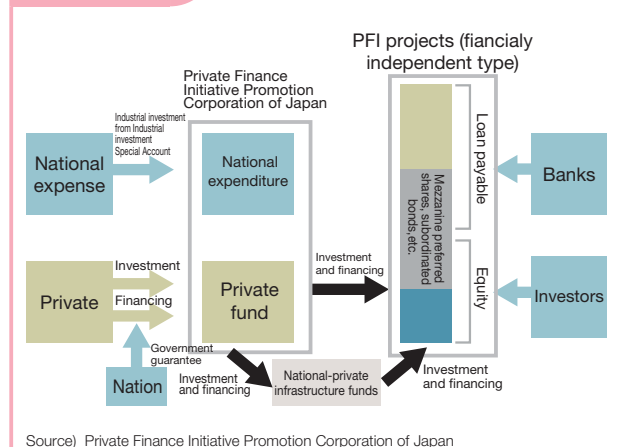 PFI projects (fiancialy
independent type)
Private Finance
Initiative Promotion
Corporation of Japan
Industrial investment
from Industrial
investment
Special Account
National
expense
National
expenditure
Loan payable
Mezzanine preferred
shares, subordinated
bonds, etc.
Equity
Banks
Investors
Private
Investment
Financing
Private
fund
Investment
and financing
Government
guarantee
Nation
Investment
and financing
National-private
infrastructure funds
Investment
and financing
Source) Private Finance Initiative Promotion Corporation of Japan